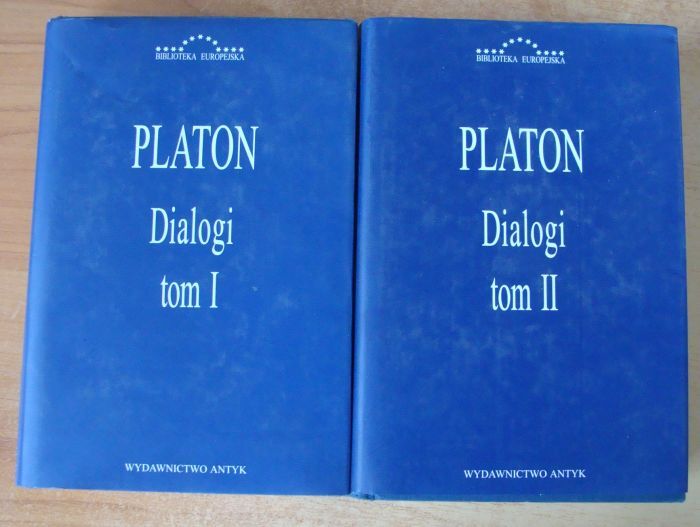 BIBLIOTEKA EUROPEJSKA
PLATON
Dialogi
tom I
WYDAWNICTWO ANTYK
BIBLIOTEKA EUROPEJSKA
PLATON
Dialogi
tom II
WYDAWNICTWO ANTYK